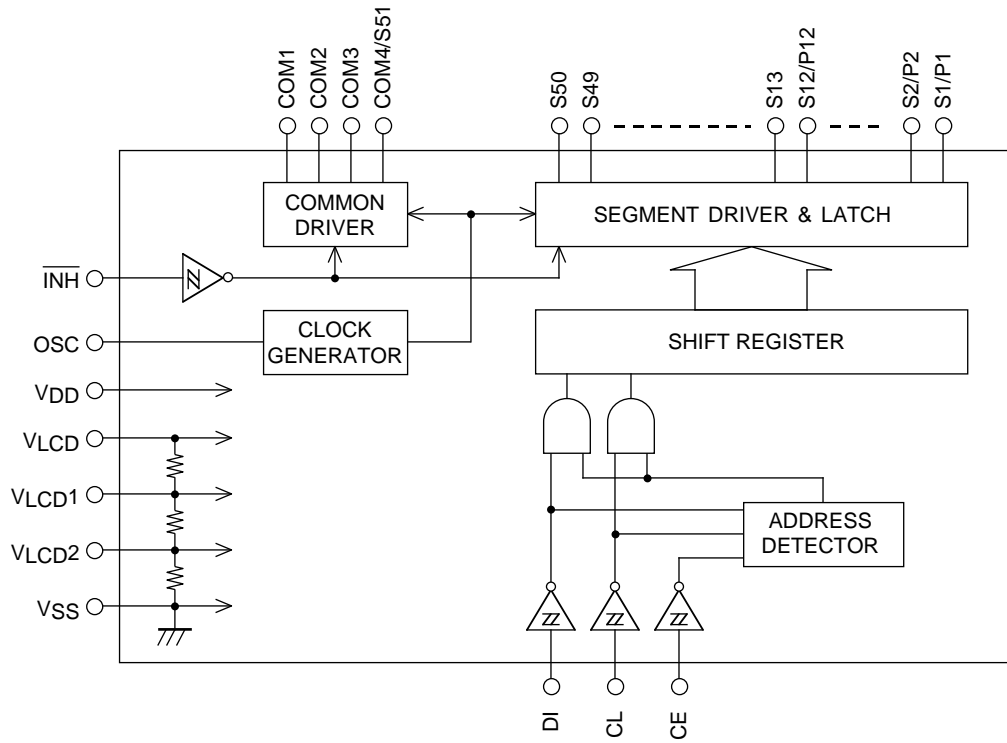 COM1
COM2
COM3
COM4/S51
S50
S49
S13
S12/P12
S2/P2
S1/P1
COMMON
DRIVER
SEGMENT DRIVER & LATCH
INH
OSC
CLOCK
GENERATOR
SHIFT REGISTER
VDD
VLCD
VLCD1
VLCD2
VSS
ADDRESS
DETECTOR
DI
CL
CE